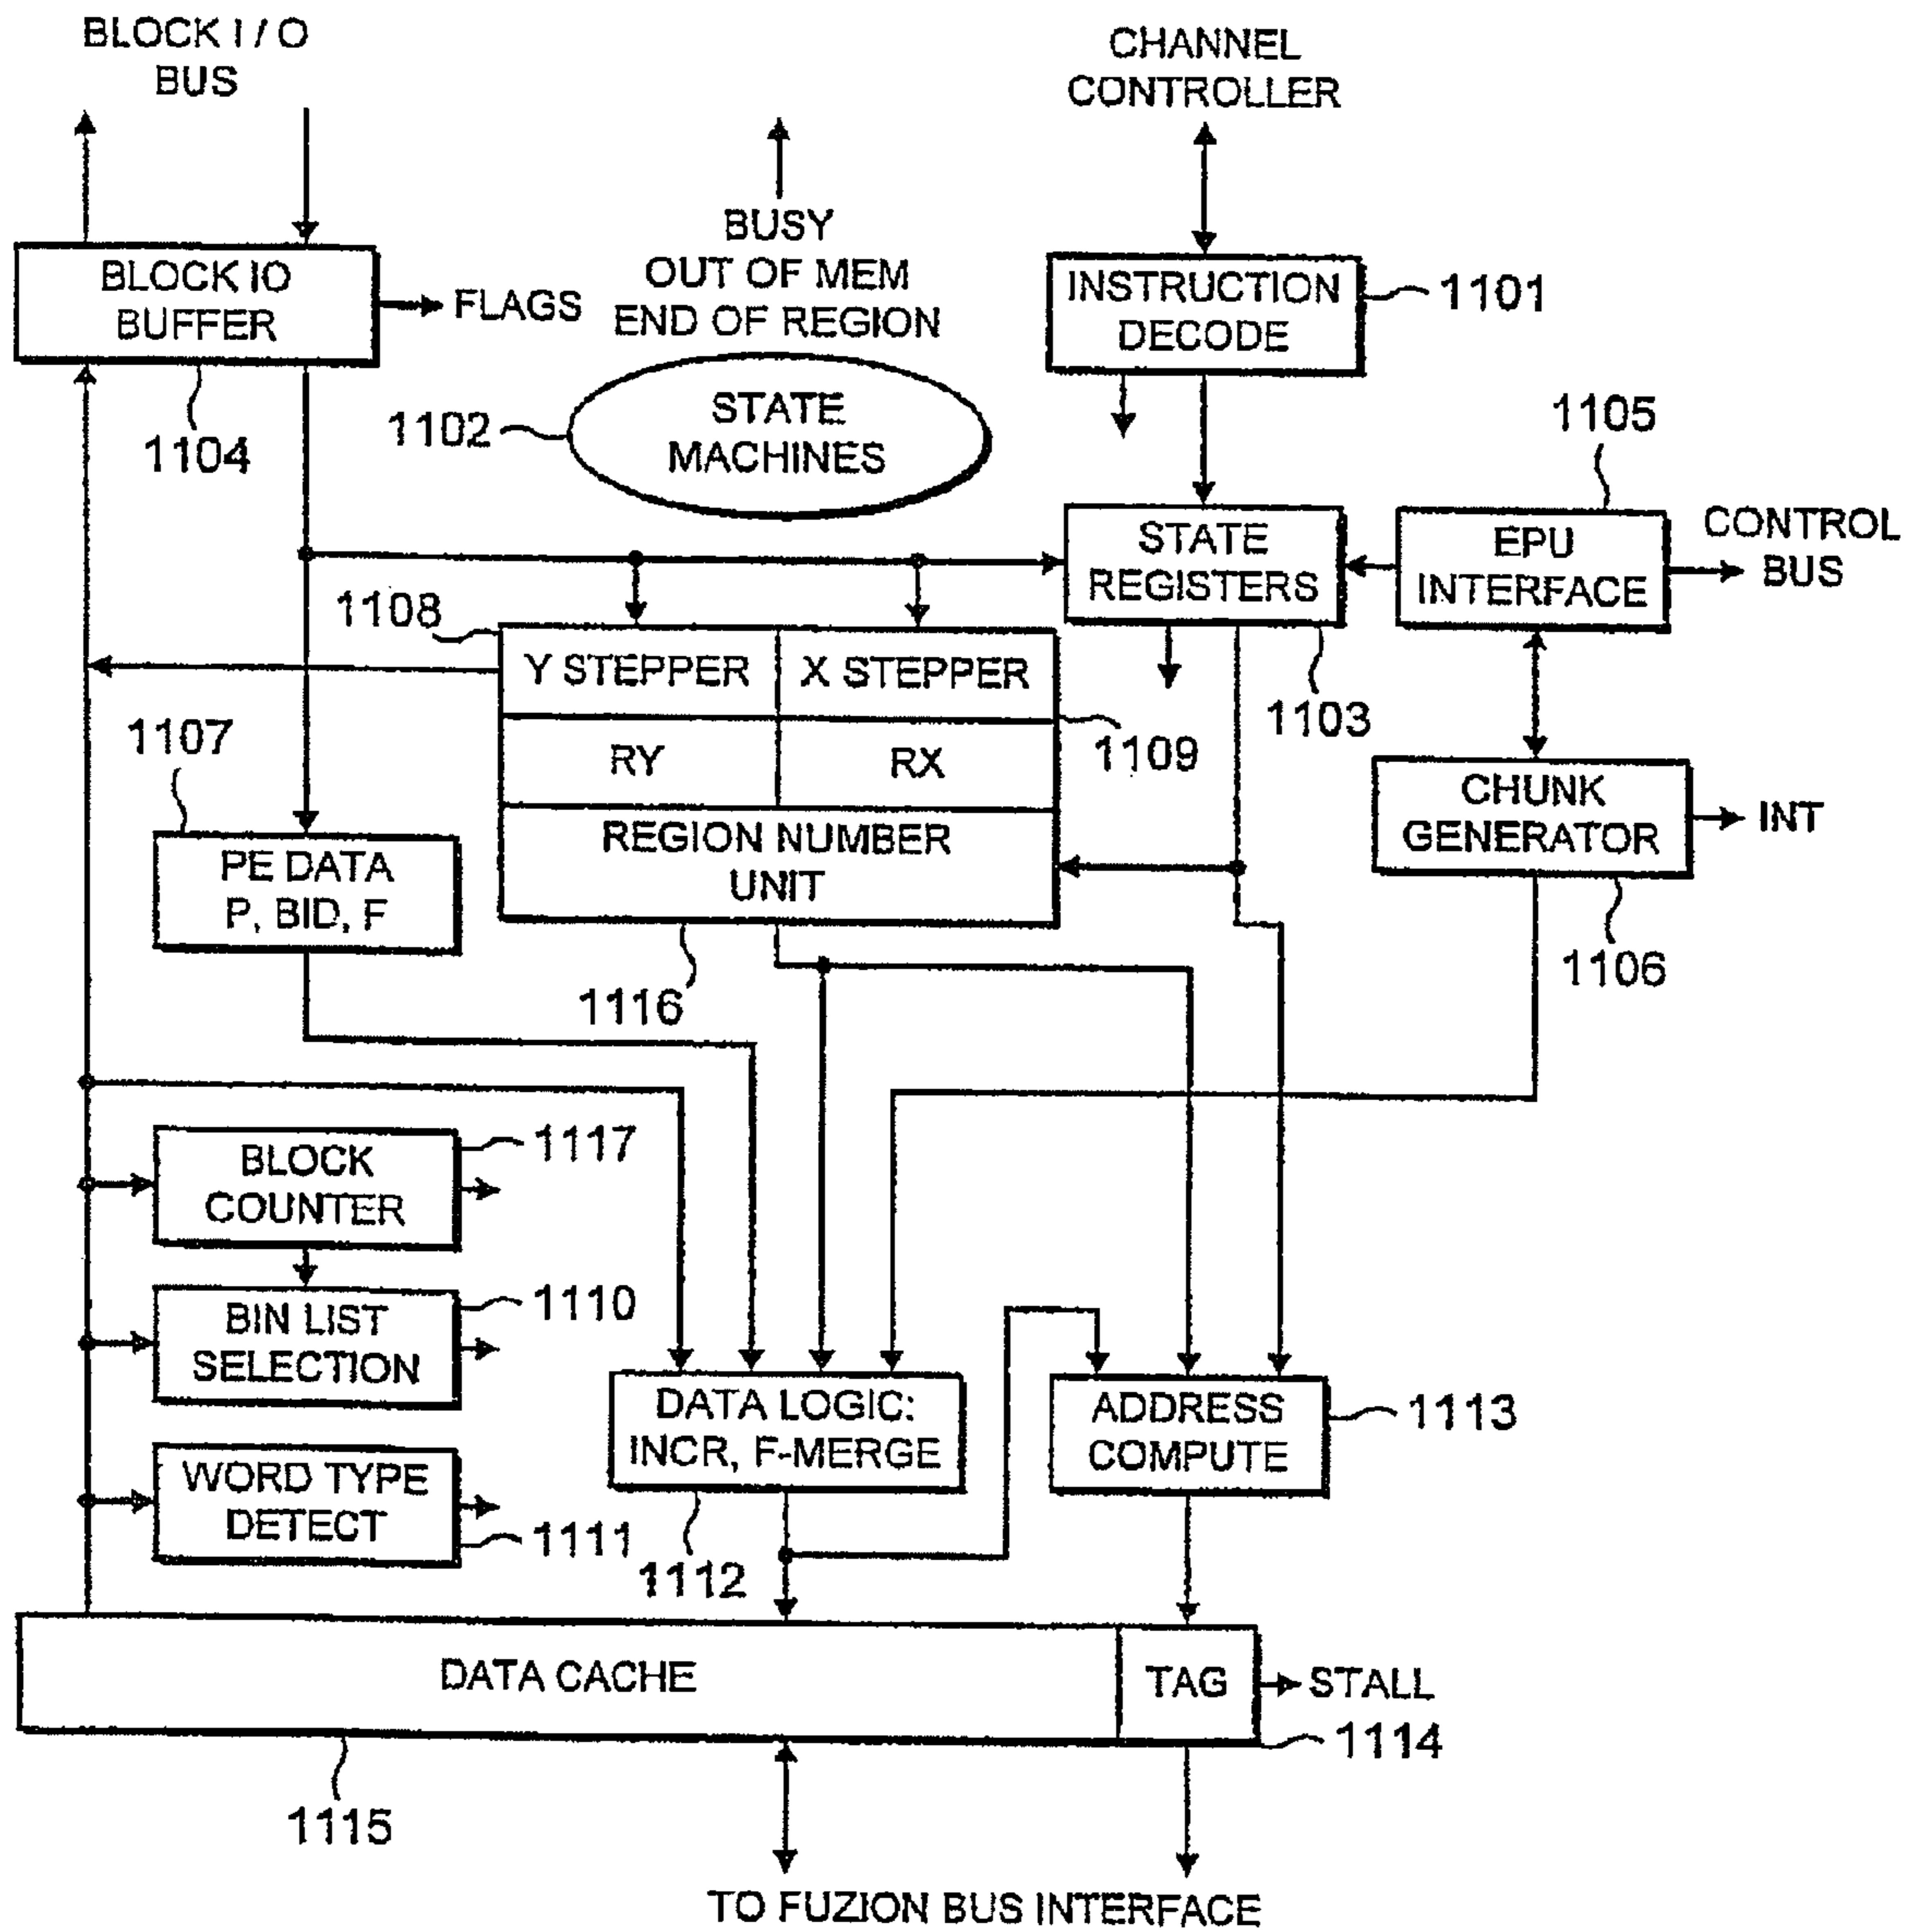 BLOCK I / O
BUS
CHANNEL
CONTROLLER
BUSY
OUT OF MEM
END OF REGION
BLOCK IO
BUFFER
FLAGS
INSTRUCTION
DECODE
1101
1102
STATE
MACHINES
1104
1105
STATE
REGISTERS
EPU
INTERFACE
CONTROL
BUS
1108
Y STEPPER
X STEPPER
1103
1107
RY
RX
1109
CHUNK
GENERATOR
INT
PE DATA
P, BID, F
REGION NUMBER
UNIT
1106
1116
BLOCK
COUNTER
1117
BIN LIST
SELECTION
1110
DATA LOGIC:
INCR, F-MERGE
ADDRESS
COMPUTE
1113
WORD TYPE
DETECT
1111
1112
DATA CACHE
TAG
STALL
1114
1115
TO FUZION BUS INTERFACE